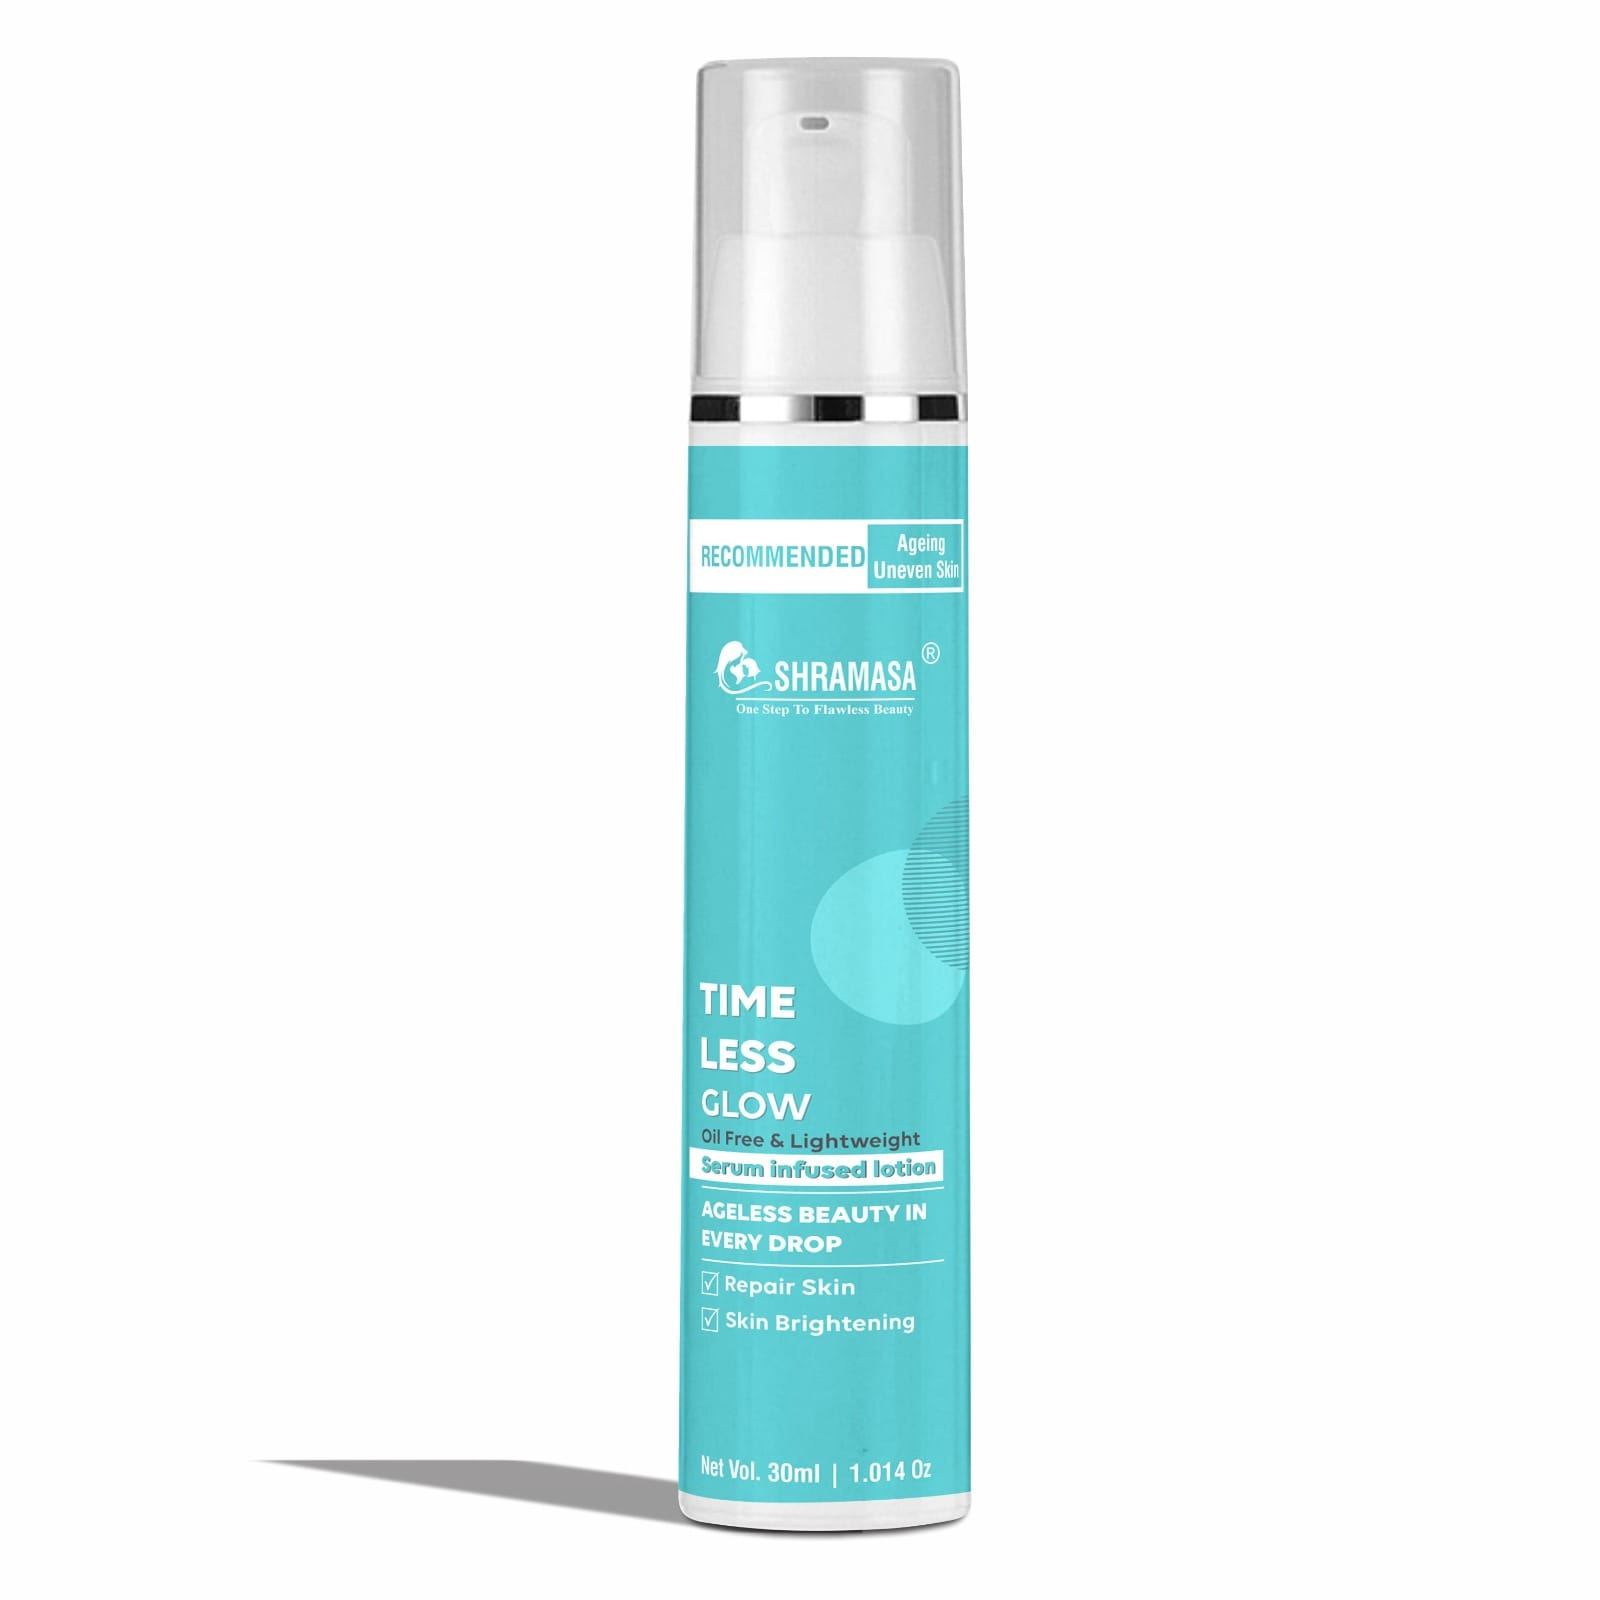 RECOMMENDED
Ageing
Uneven Skin
SHRAMASA ®
One Step To Flawless Beauty
TIME
LESS
GLOW
Oil Free & Lightweight
Serum infused lotion
AGELESS BEAUTY IN
EVERY DROP
☑ Repair Skin
☑ Skin Brightening
Net Vol. 30ml | 1.014 Oz